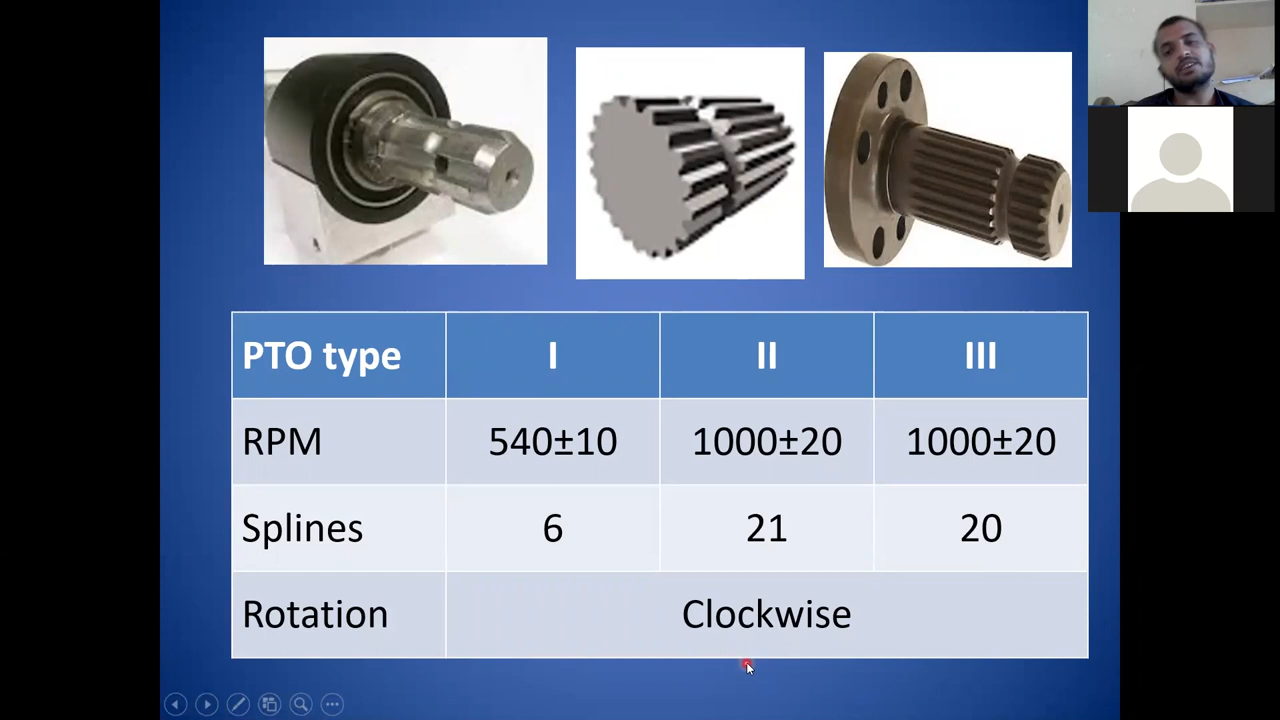 PTO type I II III
RPM 540±10 1000±20 1000±20
Splines 6 21 20
Rotation Clockwise